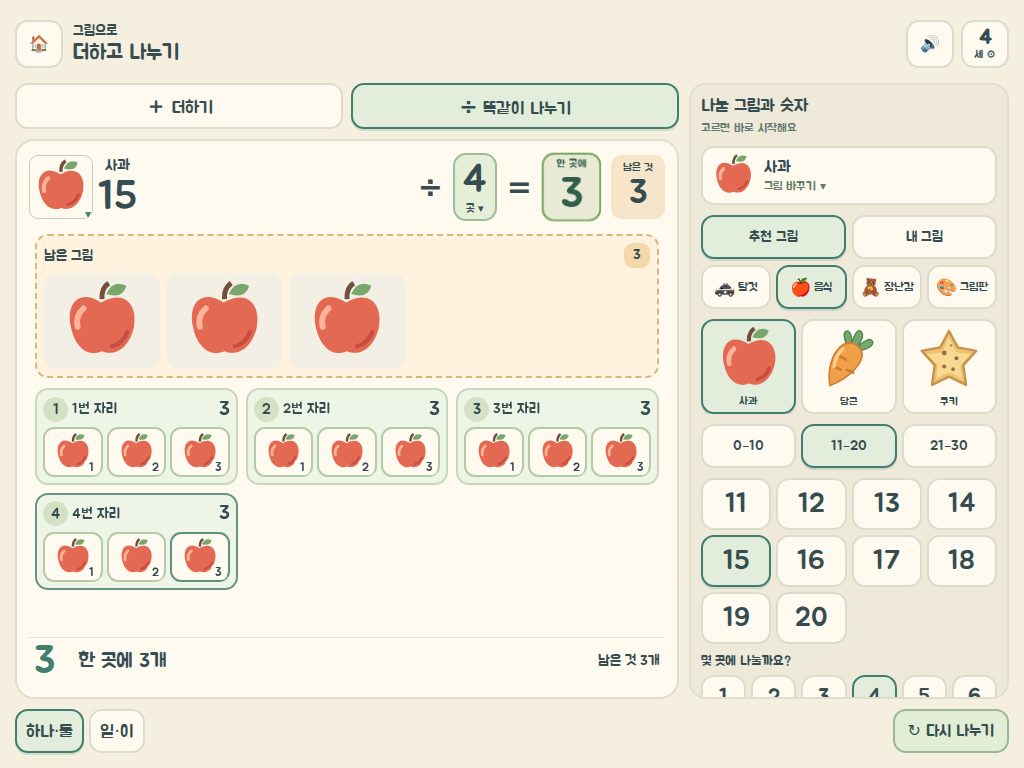 그림으로
더하고 나누기
4
세
+ 더하기
÷ 똑같이 나누기
사과
15
÷
4
곳 ▾
=
한 곳에
3
남은 것
3
남은 그림
3
1 1번 자리 3
1 2 3
2 2번 자리 3
1 2 3
3 3번 자리 3
1 2 3
4 4번 자리 3
1 2 3
3 한 곳에 3개
남은 것 3개
하나·둘
일·이
나눌 그림과 숫자
고르면 바로 시작해요
사과
그림 바꾸기 ▾
추천 그림
내 그림
탈것
음식
장난감
그림판
사과
당근
쿠키
0–10
11–20
21–30
11 12 13 14
15 16 17 18
19 20
몇 곳에 나눌까요?
1 2 3 4 5 6
↻ 다시 나누기